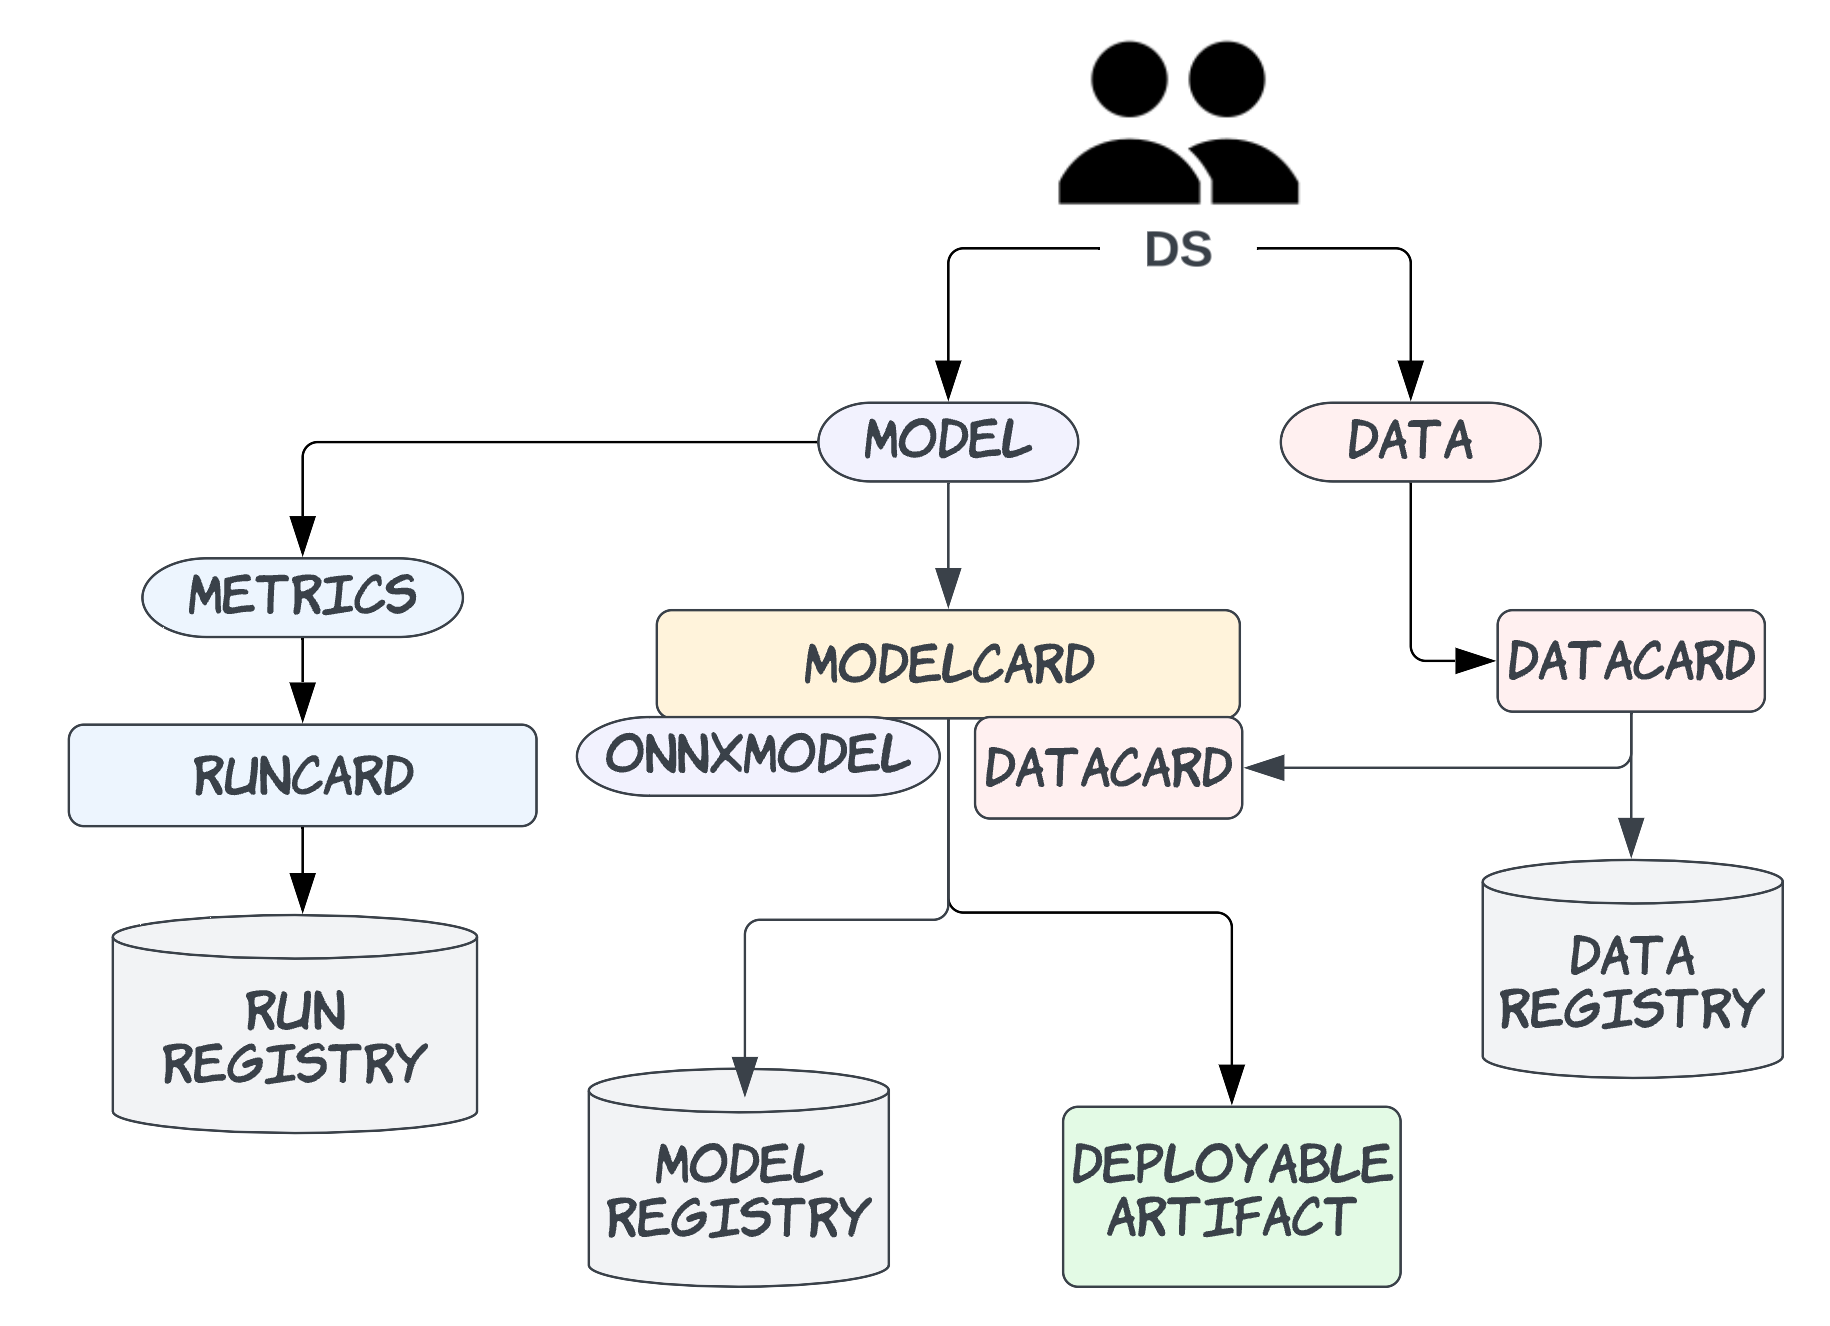 DS
MODEL
DATA
METRICS
MODELCARD
DATACARD
RUNCARD
ONNXMODEL
DATACARD
RUN
REGISTRY
DATA
REGISTRY
MODEL
REGISTRY
DEPLOYABLE
ARTIFACT